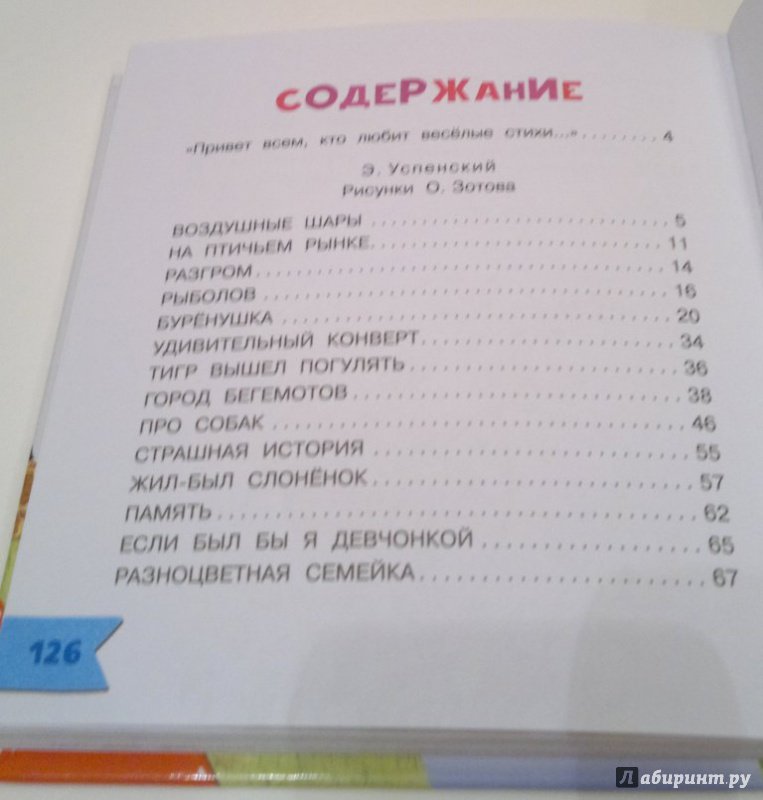 СОДЕРЖАНИЕ
«Привет всем, кто любит весёлые стихи...» ........ 4
Э. Успенский
Рисунки О. Зотова
ВОЗДУШНЫЕ ШАРЫ ........ 5
НА ПТИЧЬЕМ РЫНКЕ ........ 11
РАЗГРОМ ........ 14
РЫБОЛОВ ........ 16
БУРЁНУШКА ........ 20
УДИВИТЕЛЬНЫЙ КОНВЕРТ ........ 34
ТИГР ВЫШЕЛ ПОГУЛЯТЬ ........ 36
ГОРОД БЕГЕМОТОВ ........ 38
ПРО СОБАК ........ 46
СТРАШНАЯ ИСТОРИЯ ........ 55
ЖИЛ-БЫЛ СЛОНЁНОК ........ 57
ПАМЯТЬ ........ 62
ЕСЛИ БЫЛ БЫ Я ДЕВЧОНКОЙ ........ 65
РАЗНОЦВЕТНАЯ СЕМЕЙКА ........ 67
126
Лабиринт.ру